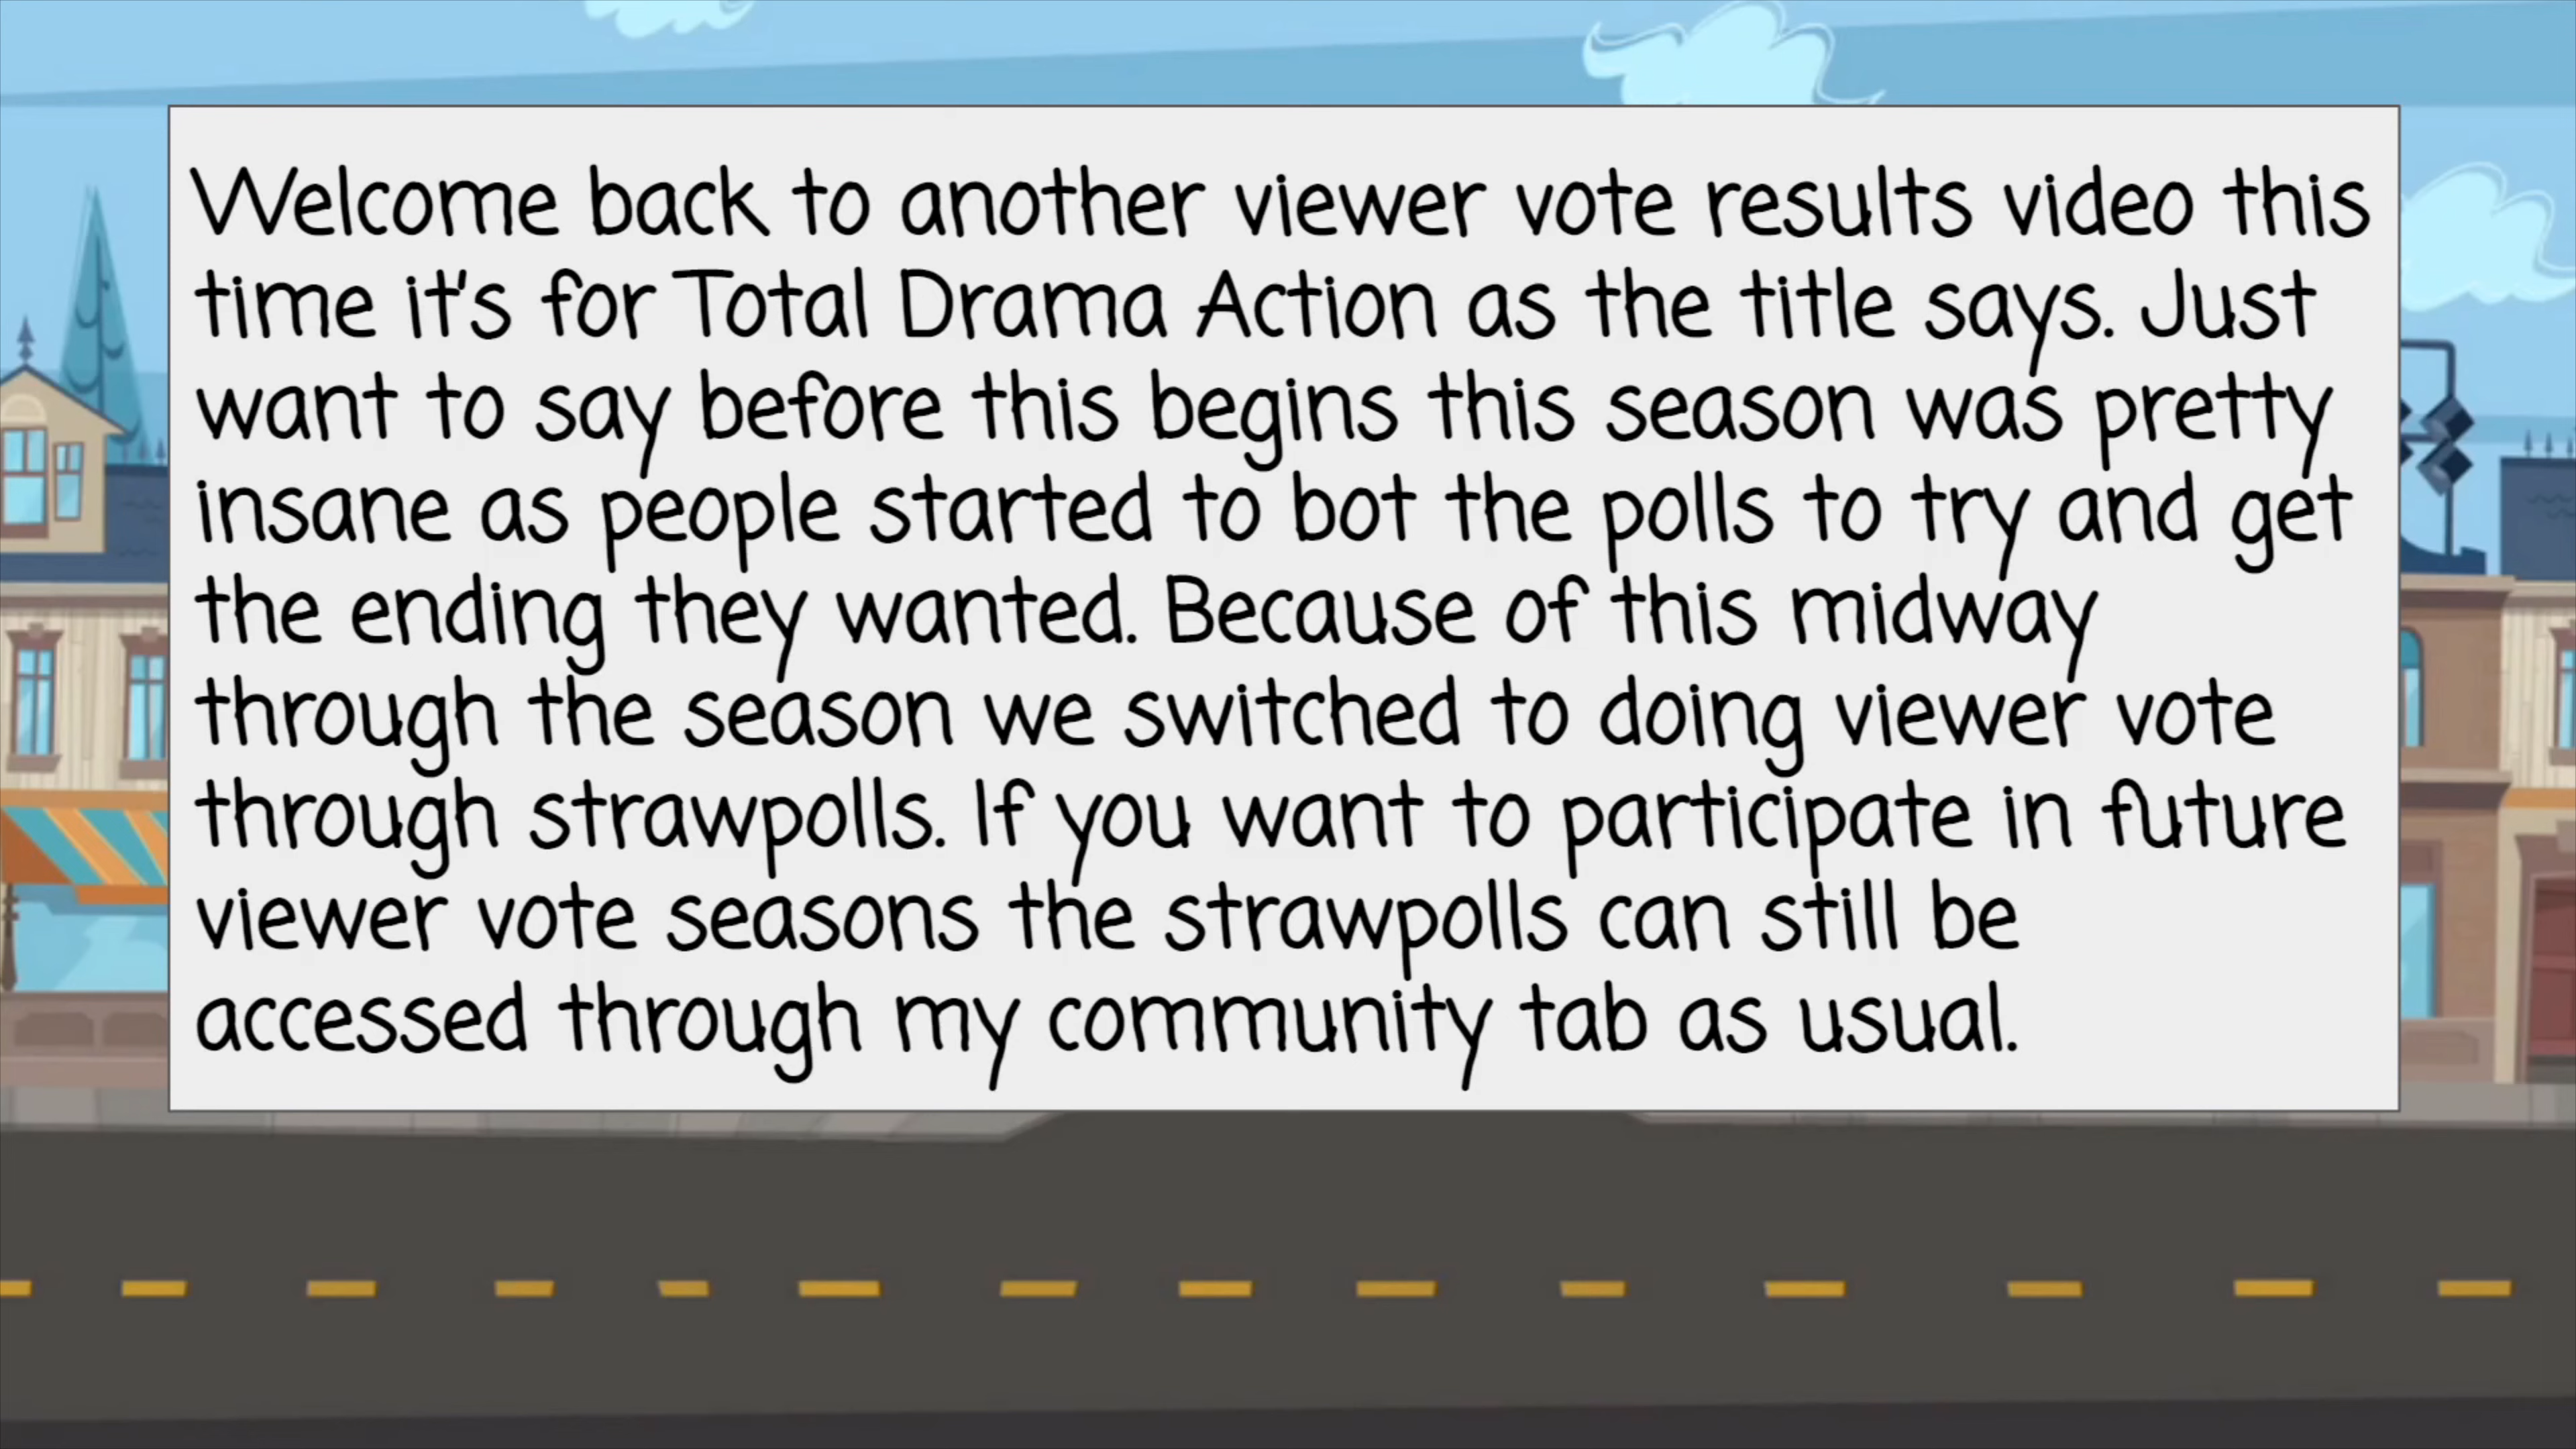 Welcome back to another viewer vote results video this
time it's for Total Drama Action as the title says. Just
want to say before this begins this season was pretty
insane as people started to bot the polls to try and get
the ending they wanted. Because of this midway
through the season we switched to doing viewer vote
through strawpolls. If you want to participate in future
viewer vote seasons the strawpolls can still be
accessed through my community tab as usual.